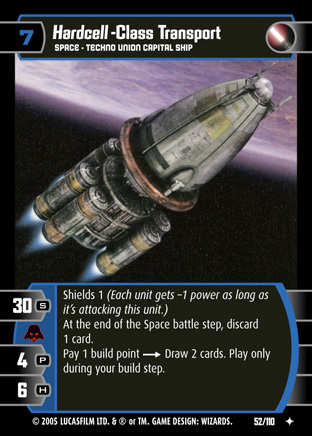 7
Hardcell-Class Transport
SPACE - TECHNO UNION CAPITAL SHIP
30 S
4 P
6 H
Shields 1 (Each unit gets –1 power as long as
it's attacking this unit.)
At the end of the Space battle step, discard
1 card.
Pay 1 build point → Draw 2 cards. Play only
during your build step.
© 2005 LUCASFILM LTD. & ® or TM. GAME DESIGN: WIZARDS. 52/110